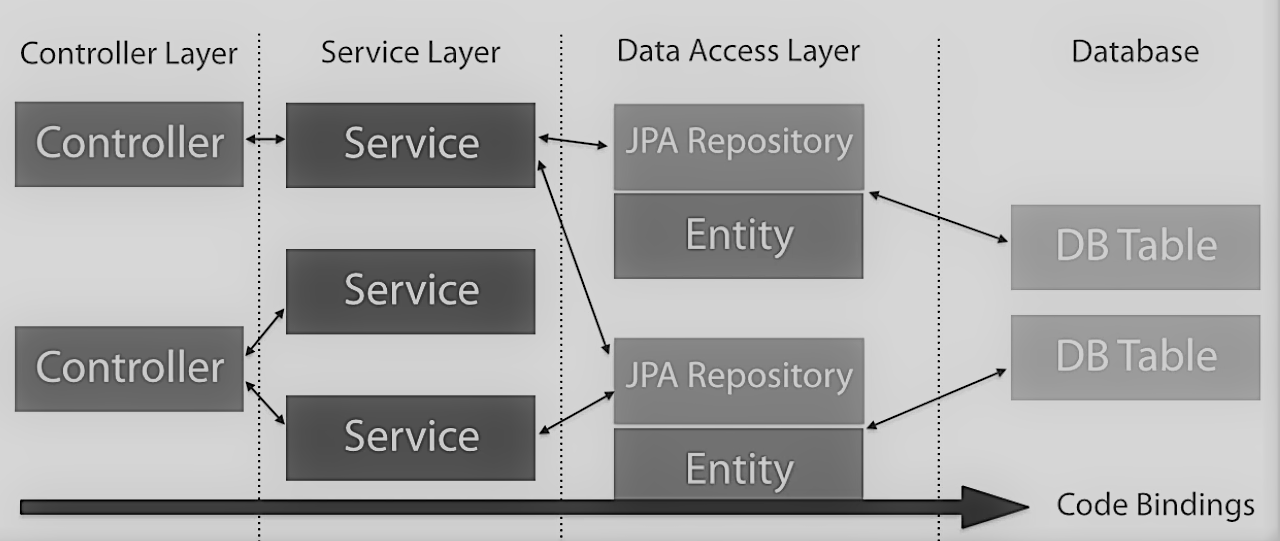 Controller Layer
Service Layer
Data Access Layer
Database
Controller
Service
JPA Repository
Entity
DB Table
Service
DB Table
Controller
JPA Repository
Service
Entity
Code Bindings